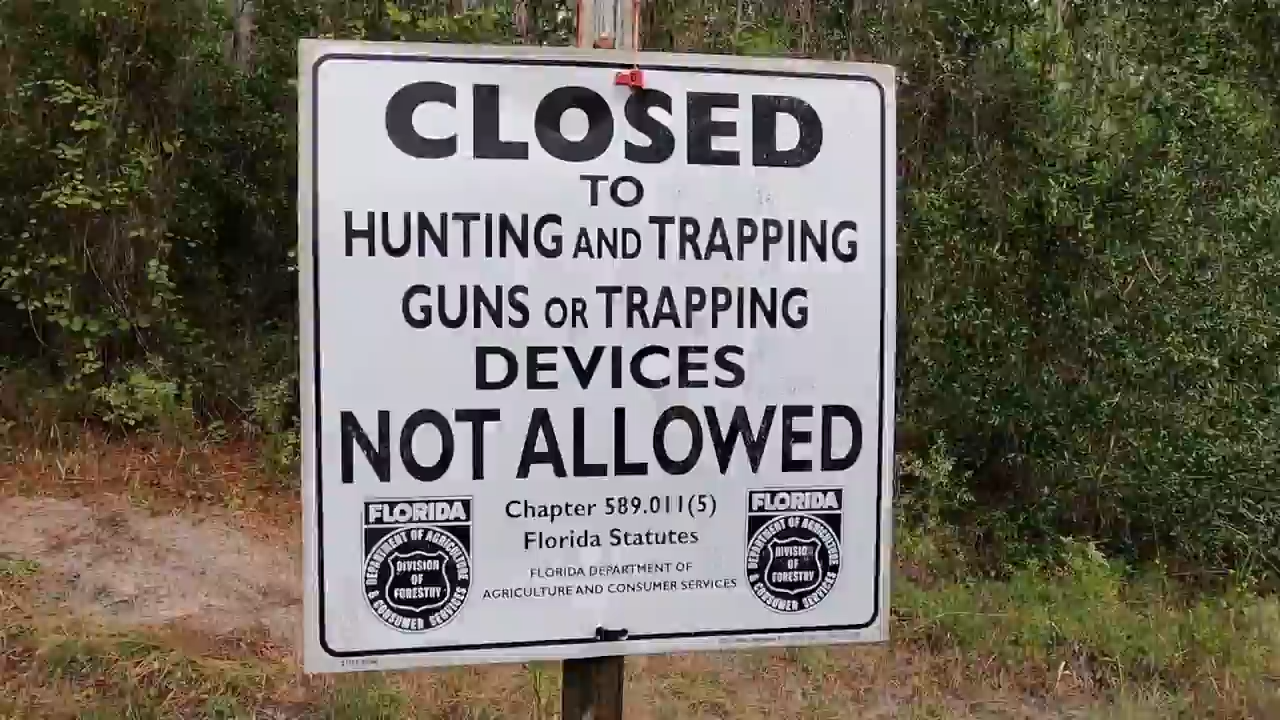 CLOSED
TO
HUNTING AND TRAPPING
GUNS OR TRAPPING
DEVICES
NOT ALLOWED
Chapter 589.011(5)
Florida Statutes
FLORIDA DEPARTMENT OF
AGRICULTURE AND CONSUMER SERVICES
FLORIDA
DEPARTMENT OF AGRICULTURE
& CONSUMER SERVICES
DIVISION
OF
FORESTRY
FLORIDA
DEPARTMENT OF AGRICULTURE
& CONSUMER SERVICES
DIVISION
OF
FORESTRY